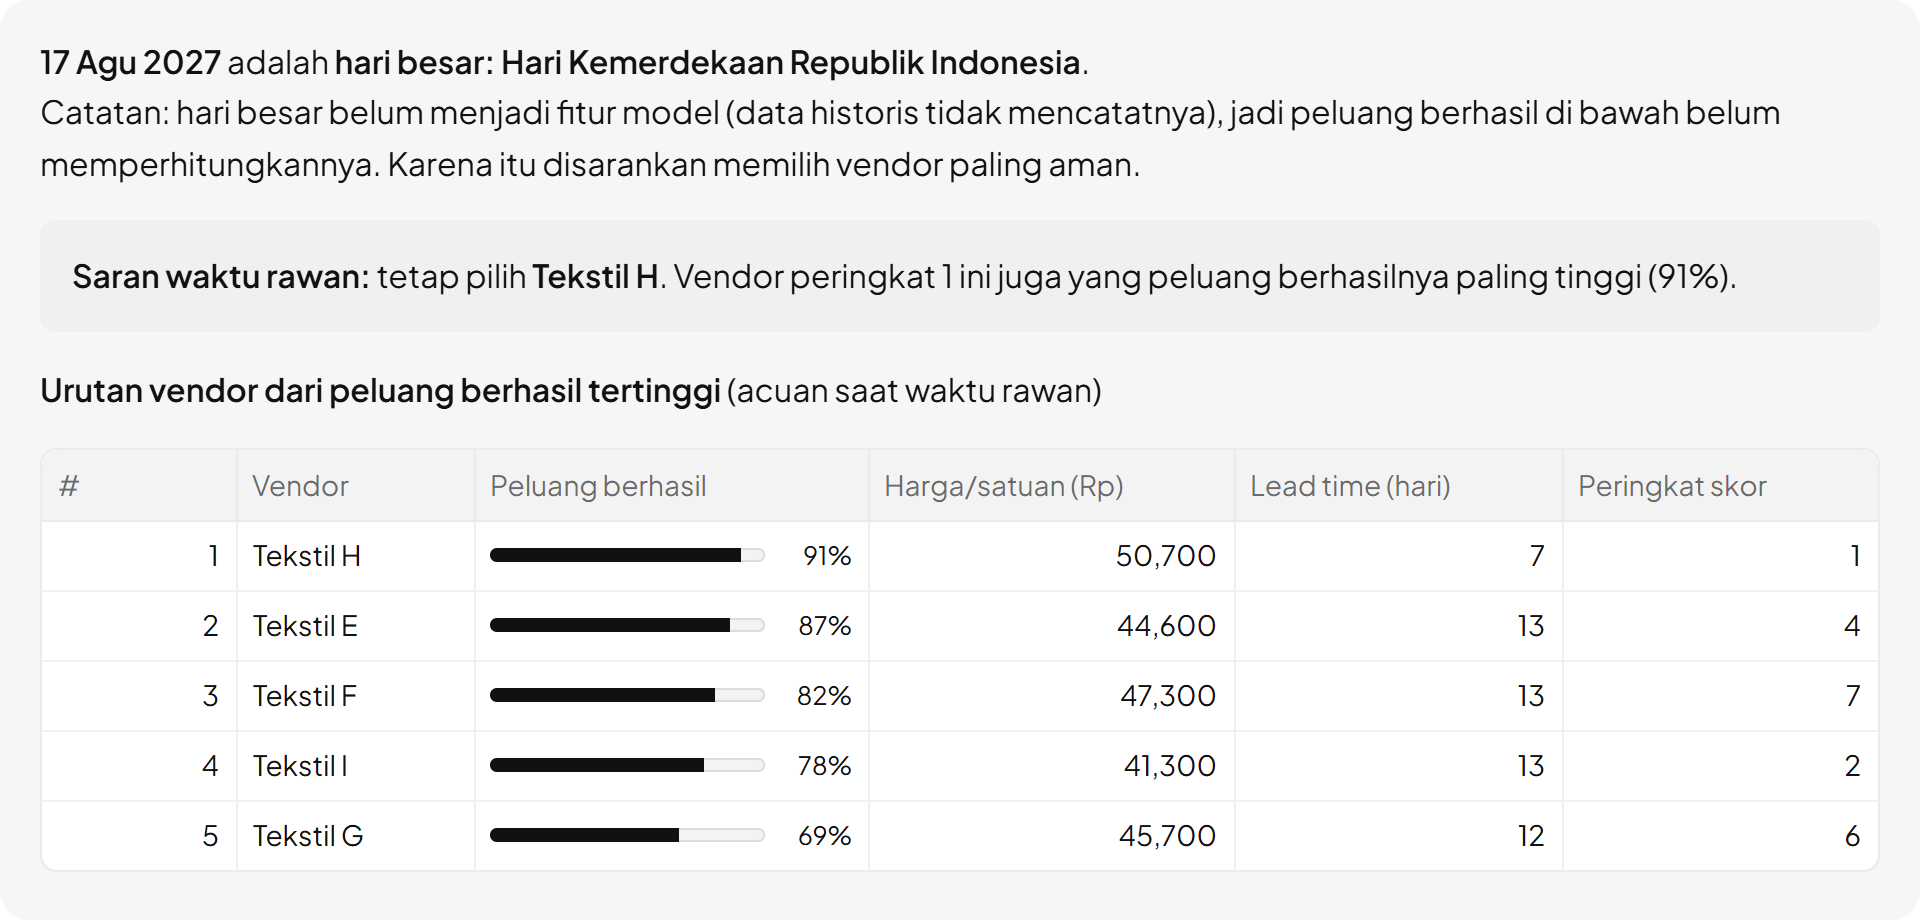 17 Agu 2027 adalah hari besar: Hari Kemerdekaan Republik Indonesia.
Catatan: hari besar belum menjadi fitur model (data historis tidak mencatatnya), jadi peluang berhasil di bawah belum
memperhitungkannya. Karena itu disarankan memilih vendor paling aman.
Saran waktu rawan: tetap pilih Tekstil H. Vendor peringkat 1 ini juga yang peluang berhasilnya paling tinggi (91%).
Urutan vendor dari peluang berhasil tertinggi (acuan saat waktu rawan)
# Vendor Peluang berhasil Harga/satuan (Rp) Lead time (hari) Peringkat skor
1 Tekstil H 91% 50,700 7 1
2 Tekstil E 87% 44,600 13 4
3 Tekstil F 82% 47,300 13 7
4 Tekstil I 78% 41,300 13 2
5 Tekstil G 69% 45,700 12 6